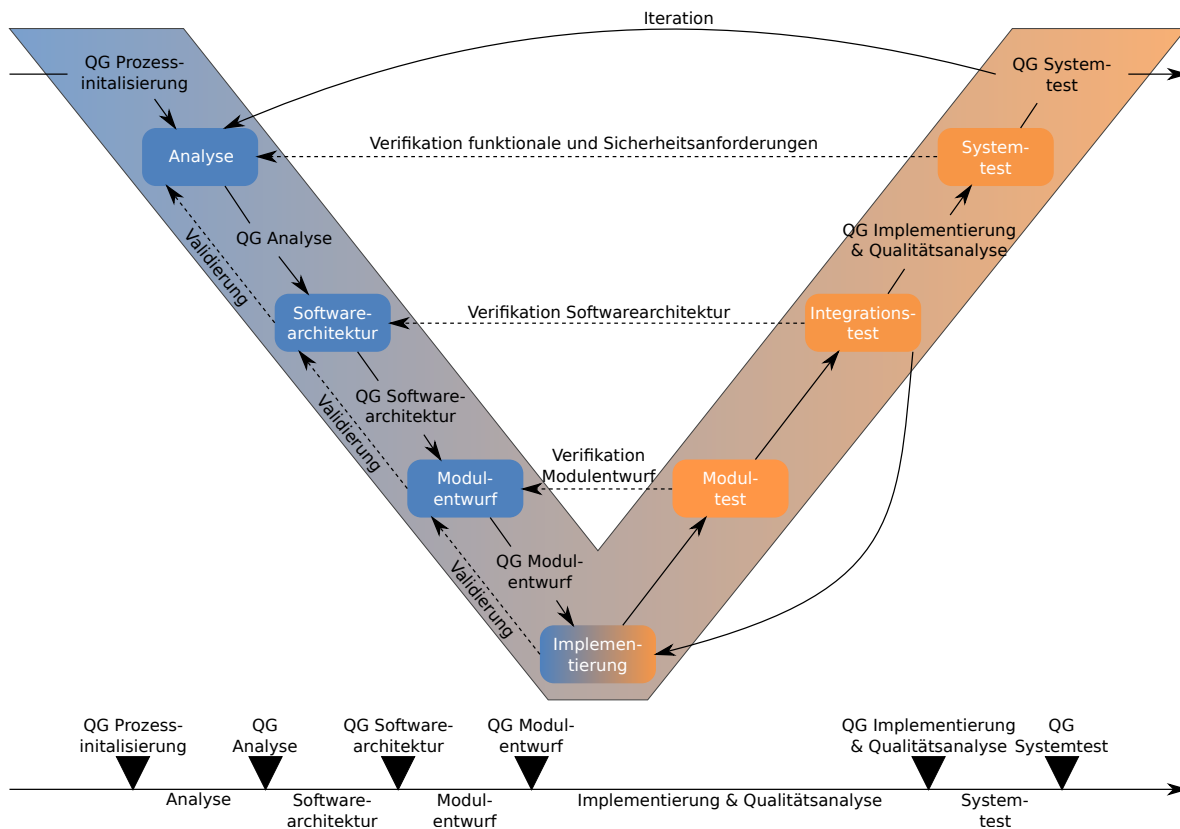 Iteration
QG Prozess-
initalisierung
QG System-
test
Analyse
Verifikation funktionale und Sicherheitsanforderungen
System-
test
QG Analyse
Validierung
QG Implementierung
& Qualitätsanalyse
Software-
architektur
Verifikation Softwarearchitektur
Integrations-
test
QG Software-
architektur
Validierung
Verifikation
Modulentwurf
Modul-
entwurf
Modul-
test
QG Modul-
entwurf
Validierung
Implemen-
tierung
QG Prozess-
initalisierung
QG
Analyse
QG Software-
architektur
QG Modul-
entwurf
QG Implementierung
& Qualitätsanalyse
QG
Systemtest
Analyse
Software-
architektur
Modul-
entwurf
Implementierung & Qualitätsanalyse
System-
test